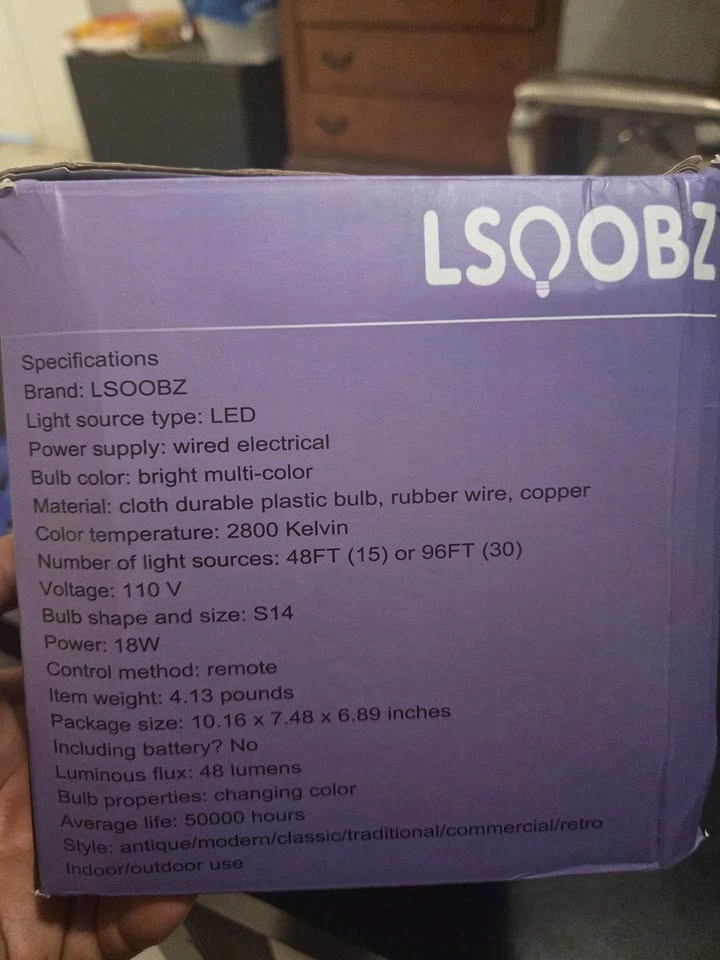 LSOOBZ
Specifications
Brand: LSOOBZ
Light source type: LED
Power supply: wired electrical
Bulb color: bright multi-color
Material: cloth durable plastic bulb, rubber wire, copper
Color temperature: 2800 Kelvin
Number of light sources: 48FT (15) or 96FT (30)
Voltage: 110 V
Bulb shape and size: S14
Power: 18W
Control method: remote
Item weight: 4.13 pounds
Package size: 10.16 x 7.48 x 6.89 inches
Including battery? No
Luminous flux: 48 lumens
Bulb properties: changing color
Average life: 50000 hours
Style: antique/modern/classic/traditional/commercial/retro
Indoor/outdoor use